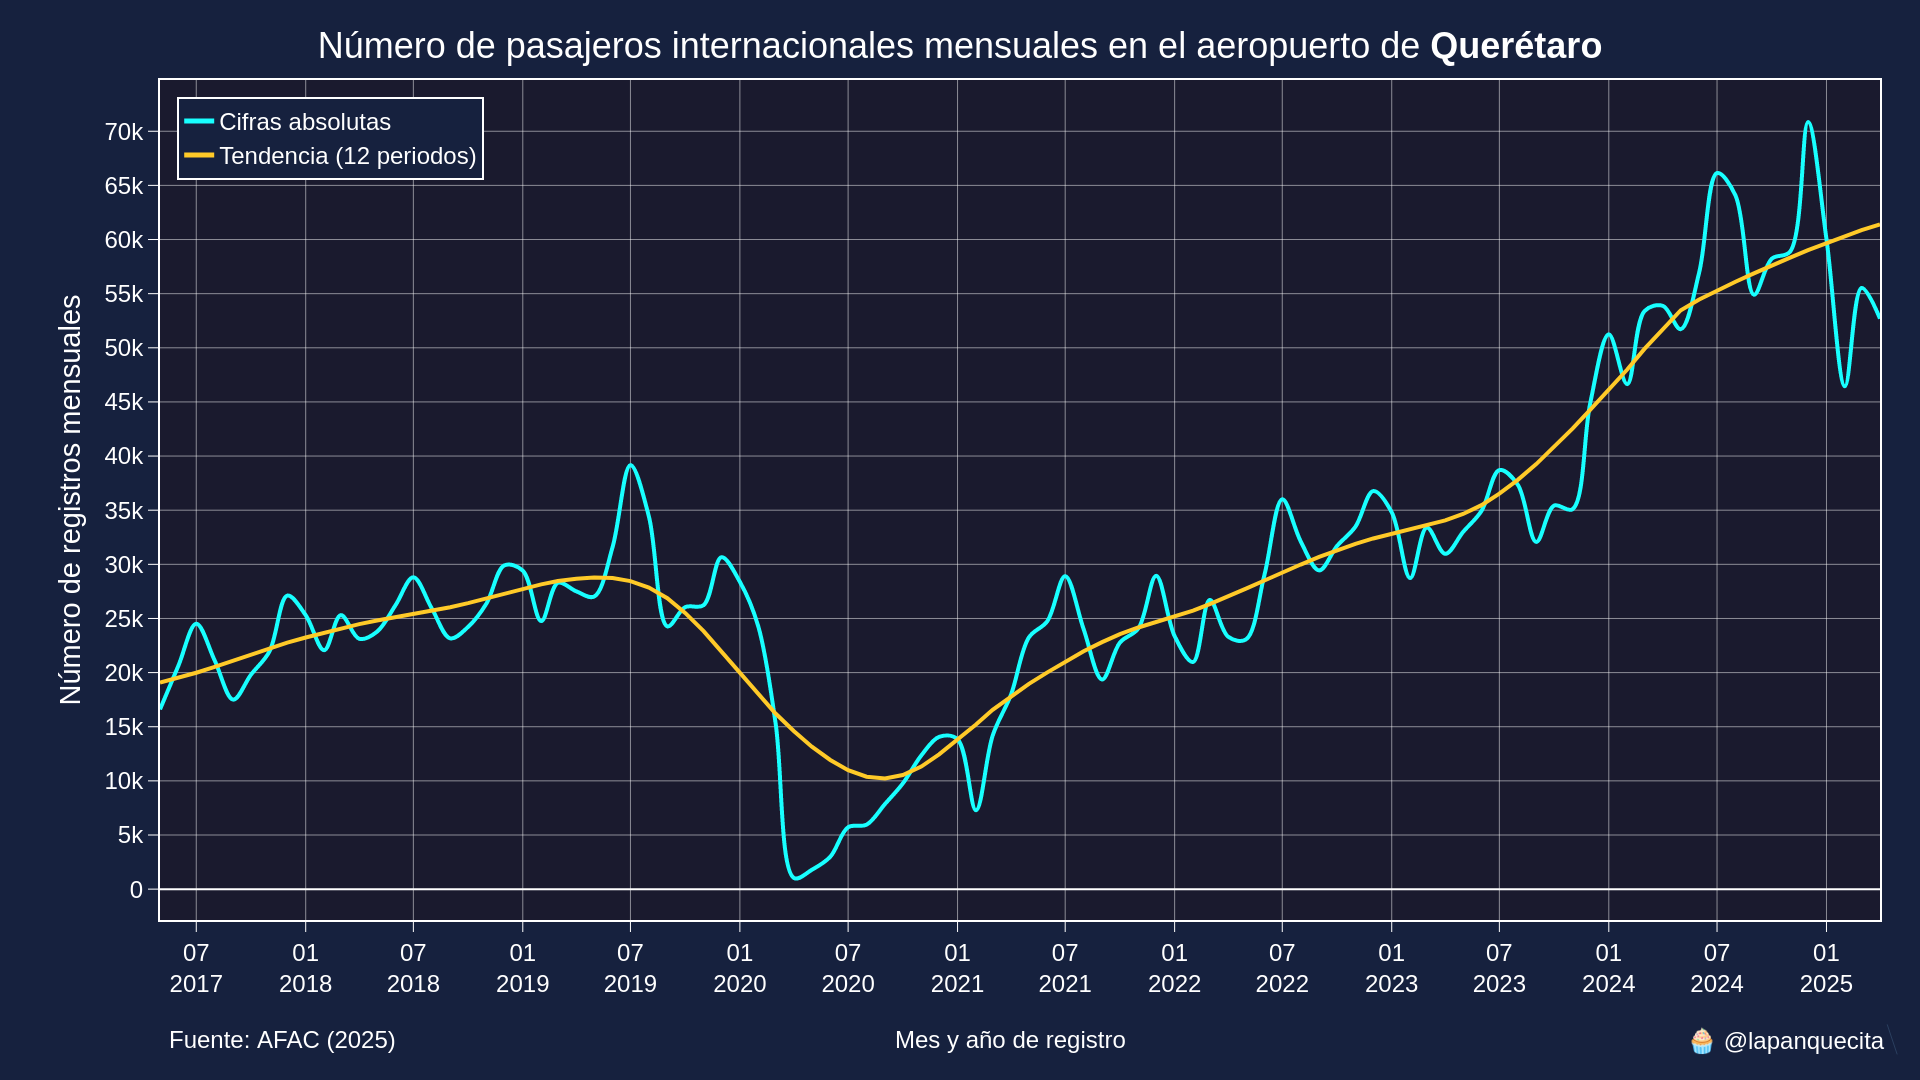 Número de pasajeros internacionales mensuales en el aeropuerto de Querétaro
Cifras absolutas
Tendencia (12 periodos)
Número de registros mensuales
70k
65k
60k
55k
50k
45k
40k
35k
30k
25k
20k
15k
10k
5k
0
07 01 07 01 07 01 07 01 07 01 07 01 07 01 07 01
2017 2018 2018 2019 2019 2020 2020 2021 2021 2022 2022 2023 2023 2024 2024 2025
Fuente: AFAC (2025)
Mes y año de registro
🧁 @lapanquecita